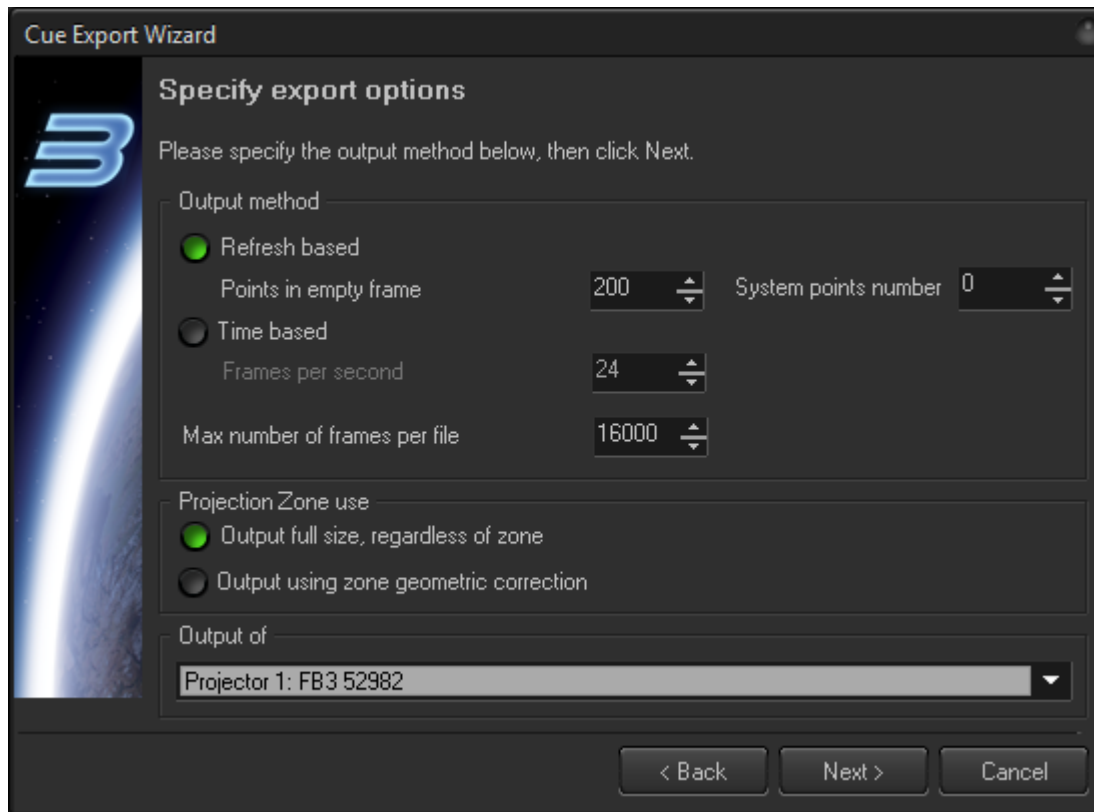 Cue Export Wizard
Specify export options
Please specify the output method below, then click Next.
Output method
Refresh based
Points in empty frame 200 System points number 0
Time based
Frames per second 24
Max number of frames per file 16000
Projection Zone use
Output full size, regardless of zone
Output using zone geometric correction
Output of
Projector 1: FB3 52982
< Back Next > Cancel